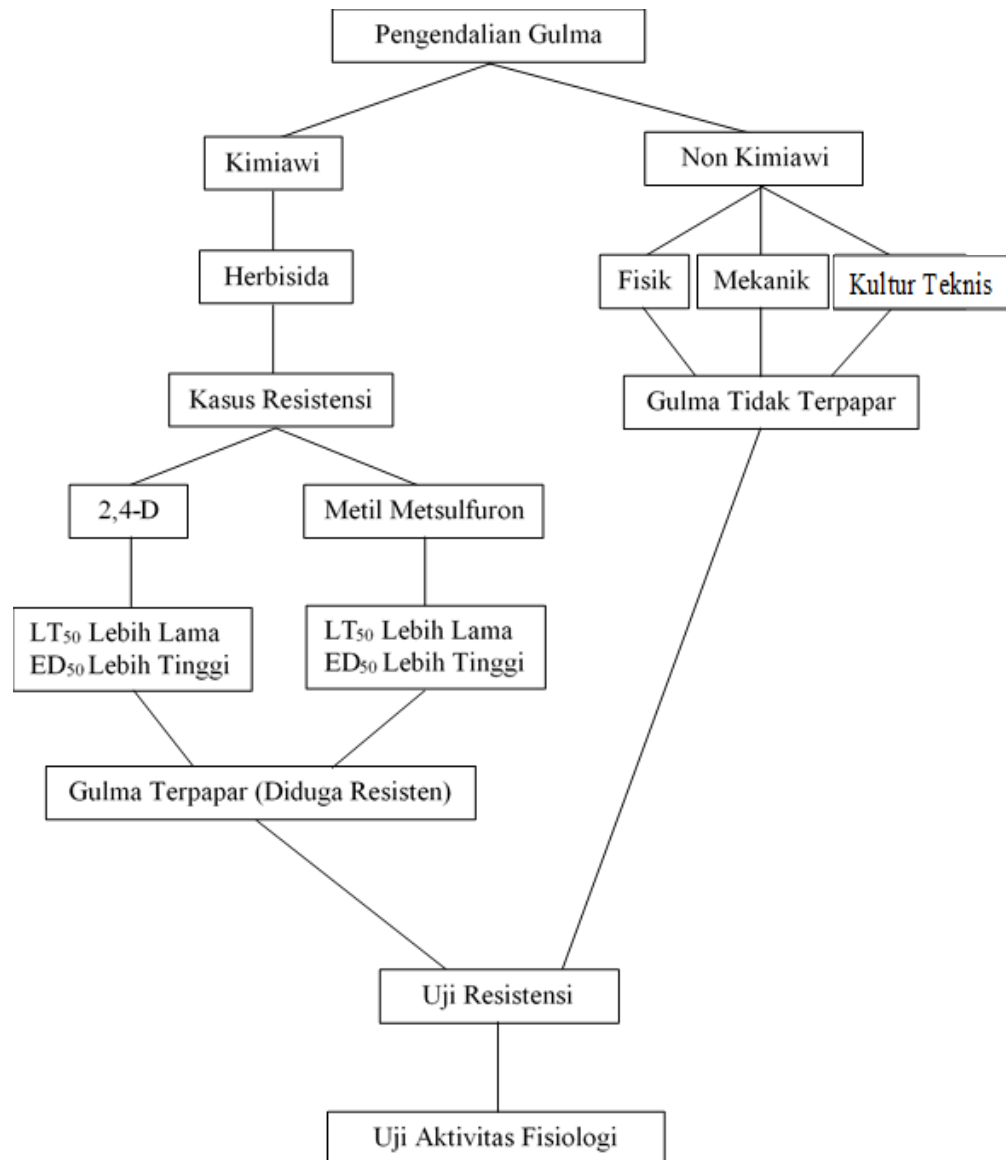 Pengendalian Gulma
Kimiawi
Non Kimiawi
Herbisida
Fisik
Mekanik
Kultur Teknis
Kasus Resistensi
Gulma Tidak Terpapar
2,4-D
Metil Metsulfuron
LT₅₀ Lebih Lama
ED₅₀ Lebih Tinggi
LT₅₀ Lebih Lama
ED₅₀ Lebih Tinggi
Gulma Terpapar (Diduga Resisten)
Uji Resistensi
Uji Aktivitas Fisiologi